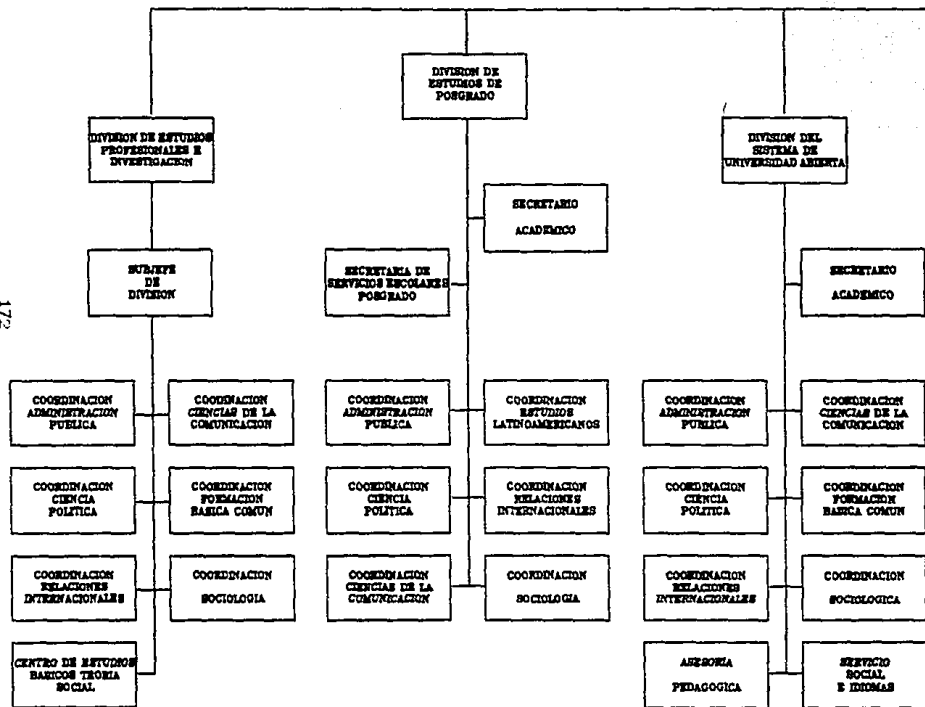 DIVISION DE
ESTUDIOS DE
POSGRADO
DIVISION DE ESTUDIOS
PROFESIONALES E
INVESTIGACION
DIVISION DEL
SISTEMA DE
UNIVERSIDAD ABIERTA
SECRETARIO
ACADEMICO
SUBJEFE
DE
DIVISION
SECRETARIA DE
SERVICIOS ESCOLARES
POSGRADO
SECRETARIO
ACADEMICO
172
COORDINACION
ADMINISTRACION
PUBLICA
COODINACION
CIENCIAS DE LA
COMUNICACION
COORDINACION
ADMINISTRACION
PUBLICA
COORDINACION
ESTUDIOS
LATINOAMERICANOS
COORDINACION
ADMINISTRACION
PUBLICA
COORDINACION
CIENCIAS DE LA
COMUNICACION
COORDINACION
CIENCIA
POLITICA
COORDINACION
FORMACION
BASICA COMUN
COORDINACION
CIENCIA
POLITICA
COORDINACION
RELACIONES
INTERNACIONALES
COORDINACION
CIENCIA
POLITICA
COORDINACION
FORMACION
BASICA COMUN
COORDINACION
RELACIONES
INTERNACIONALES
COORDINACION
SOCIOLOGIA
COORDINACION
CIENCIAS DE LA
COMUNICACION
COORDINACION
SOCIOLOGIA
COORDINACION
RELACIONES
INTERNACIONALES
COORDINACION
SOCIOLOGICA
CENTRO DE ESTUDIOS
BARICOS TEORIA
SOCIAL
ASESORIA
PEDAGOGICA
SERVICIO
SOCIAL
E IDIOMAS